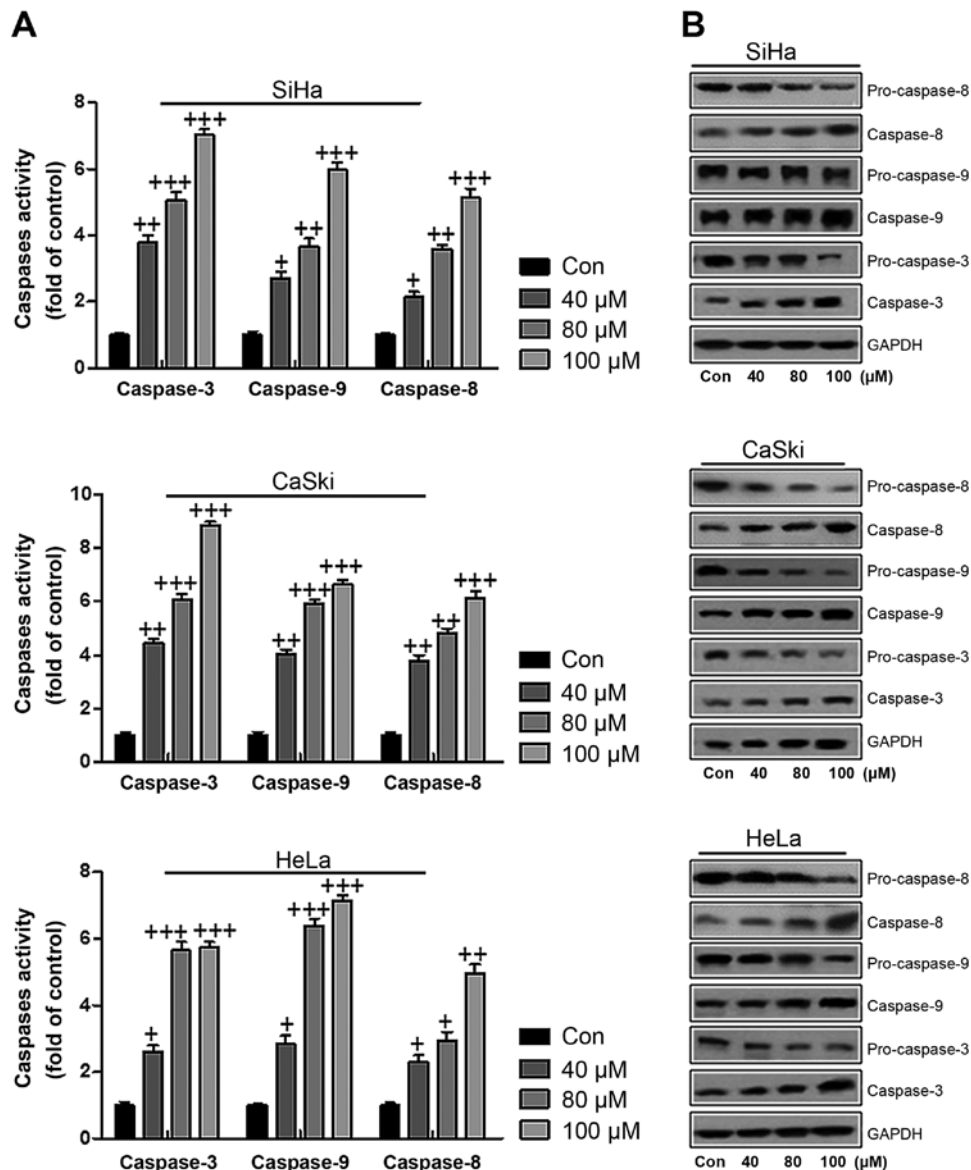 A
SiHa
Caspases activity
(fold of control)
8
6
4
2
0
++
+++
+++
+
++
+++
+
++
+++
Caspase-3 Caspase-9 Caspase-8
Con
40 µM
80 µM
100 µM
CaSki
Caspases activity
(fold of control)
10
8
6
4
2
0
++
+++
+++
++
+++
+++
++
++
+++
Caspase-3 Caspase-9 Caspase-8
Con
40 µM
80 µM
100 µM
HeLa
Caspases activity
(fold of control)
8
6
4
2
0
+
+++
+++
+
+++
+++
+
+
++
Caspase-3 Caspase-9 Caspase-8
Con
40 µM
80 µM
100 µM
B
SiHa
Pro-caspase-8
Caspase-8
Pro-caspase-9
Caspase-9
Pro-caspase-3
Caspase-3
GAPDH
Con 40 80 100 (µM)
CaSki
Pro-caspase-8
Caspase-8
Pro-caspase-9
Caspase-9
Pro-caspase-3
Caspase-3
GAPDH
Con 40 80 100 (µM)
HeLa
Pro-caspase-8
Caspase-8
Pro-caspase-9
Caspase-9
Pro-caspase-3
Caspase-3
GAPDH
Con 40 80 100 (µM)